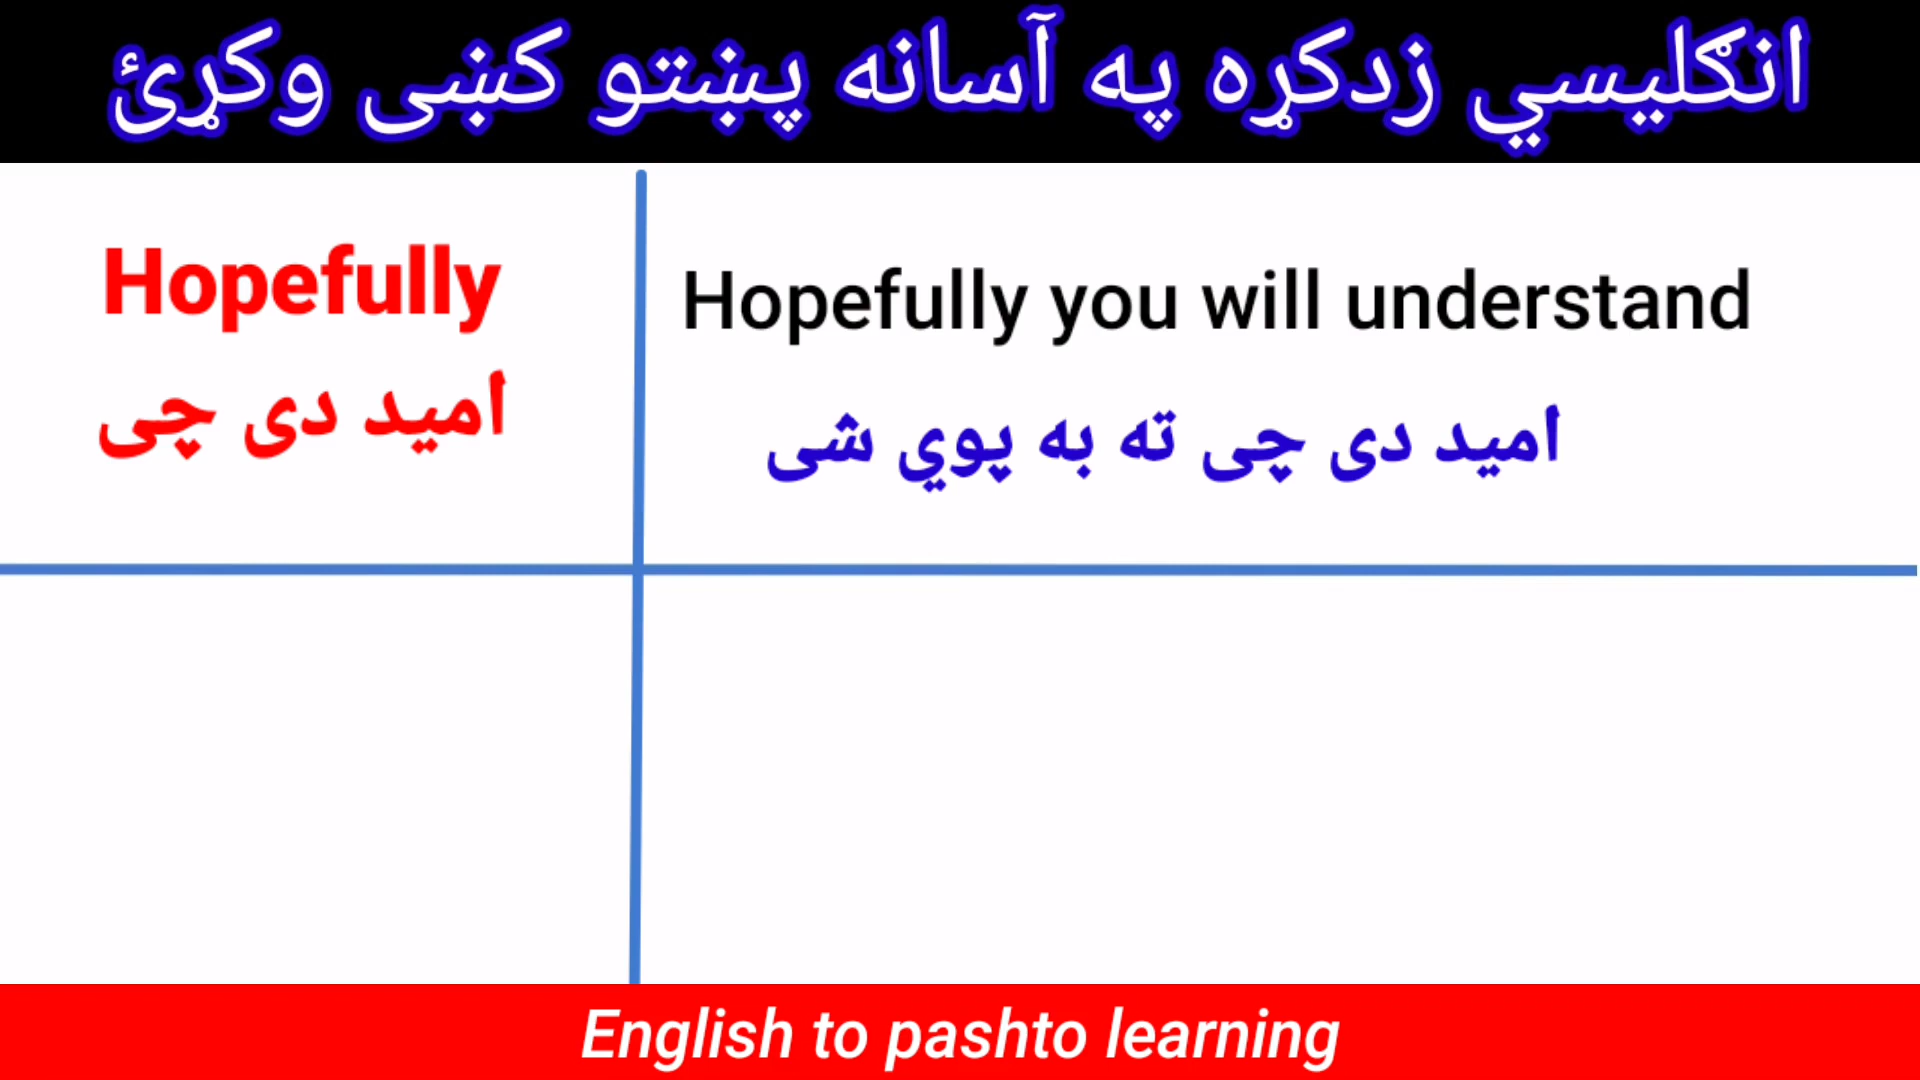 انګلیسي زدکړه په آسانه پښتو کښی وکړئ
Hopefully
امید دی چی
Hopefully you will understand
امید دی چی ته به پوي شی
English to pashto learning